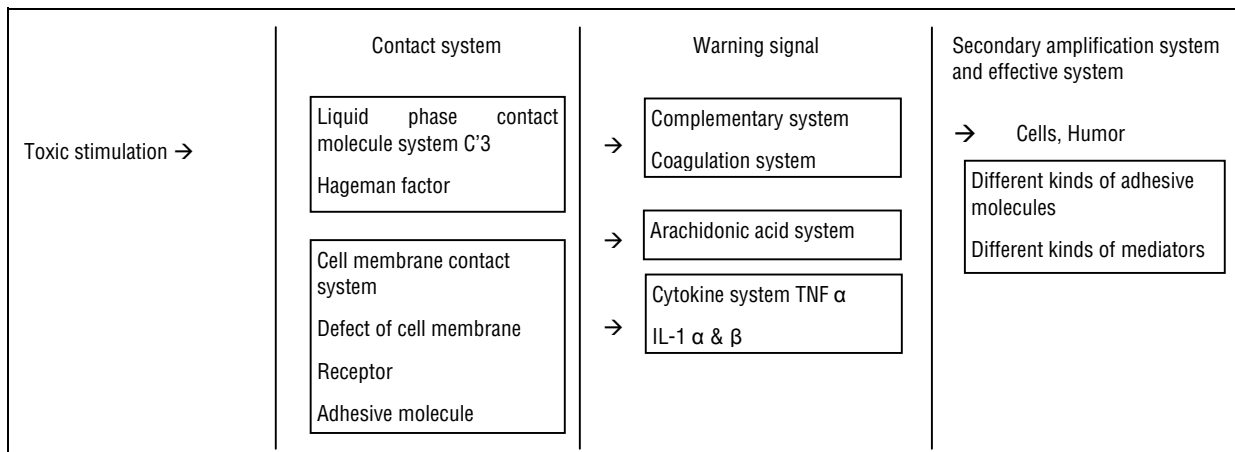 Toxic stimulation →
Contact system
Liquid phase contact
molecule system C'3
Hageman factor
Cell membrane contact
system
Defect of cell membrane
Receptor
Adhesive molecule
Warning signal
→
Complementary system
Coagulation system
→
Arachidonic acid system
→
Cytokine system TNF α
IL-1 α & β
Secondary amplification system
and effective system
→ Cells, Humor
Different kinds of adhesive
molecules
Different kinds of mediators